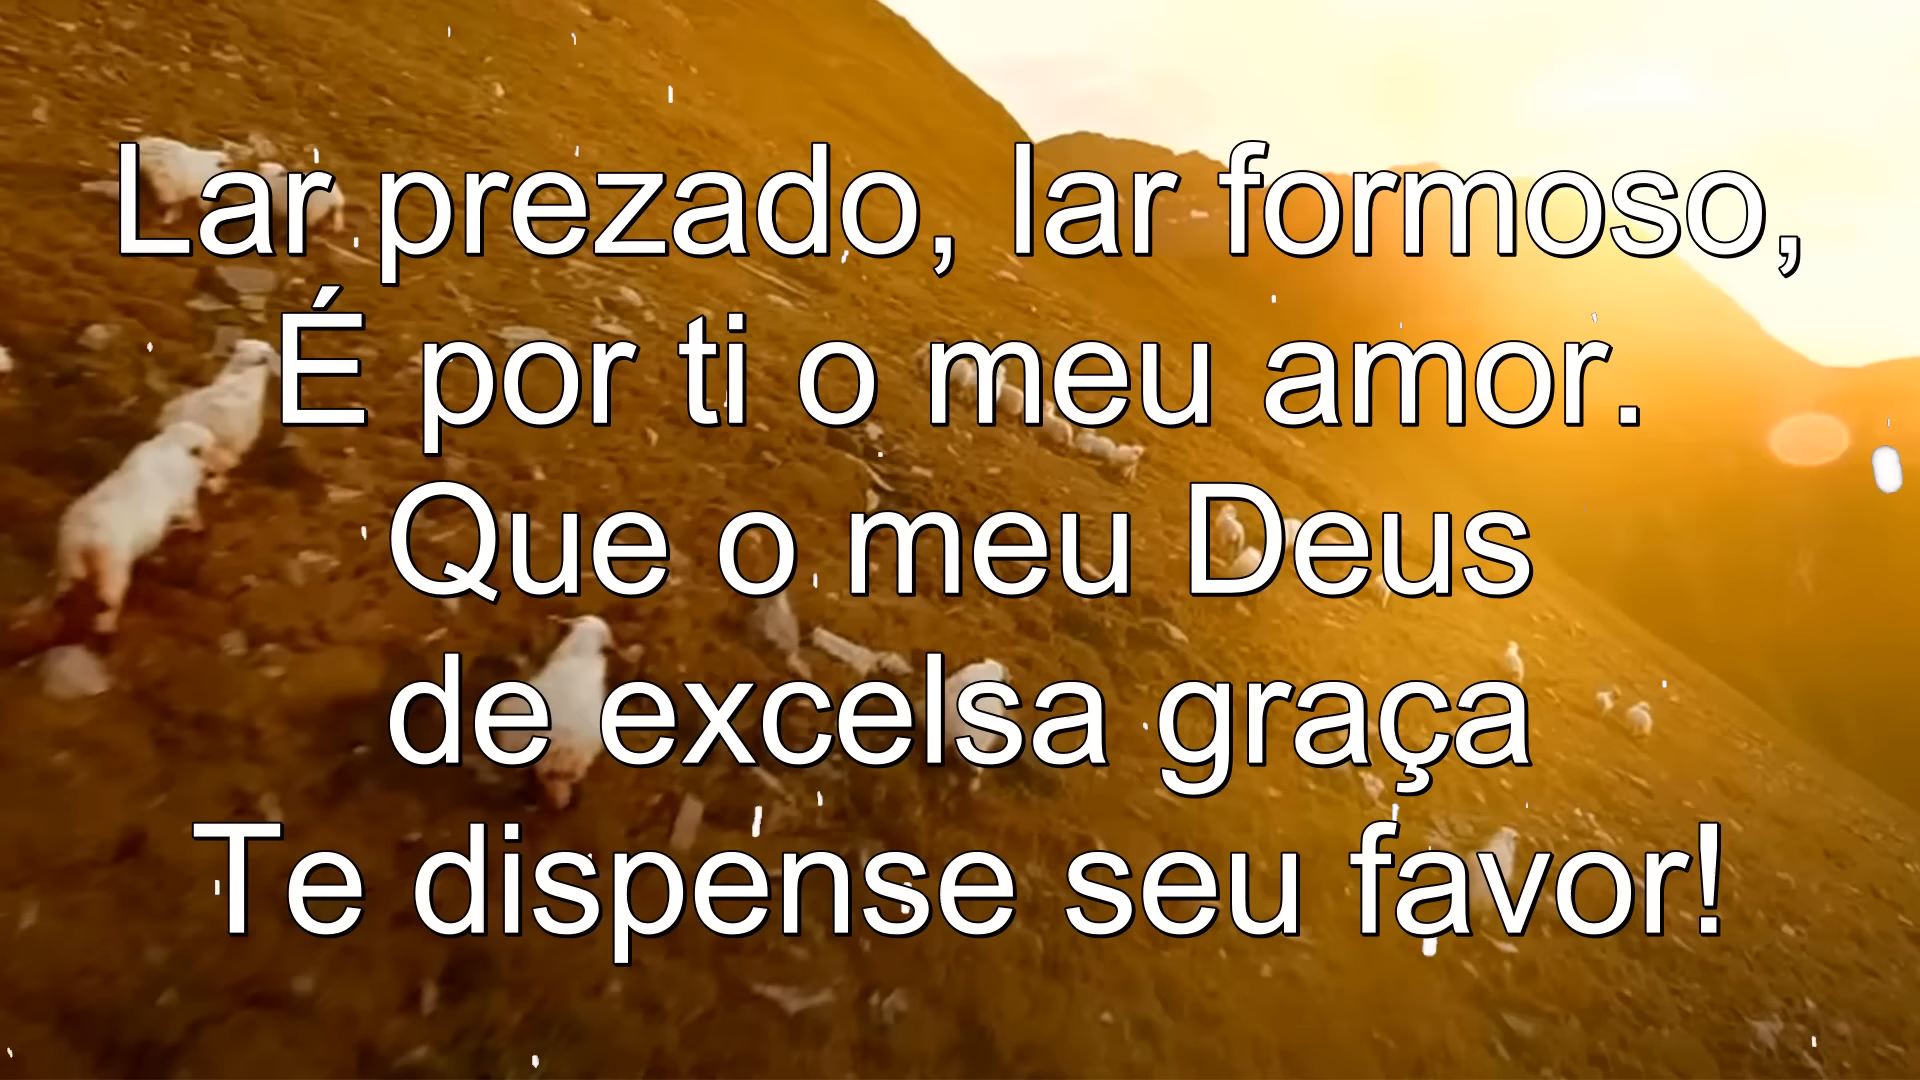 Lar prezado, lar formoso,
É por ti o meu amor.
Que o meu Deus
de excelsa graça
Te dispense seu favor!